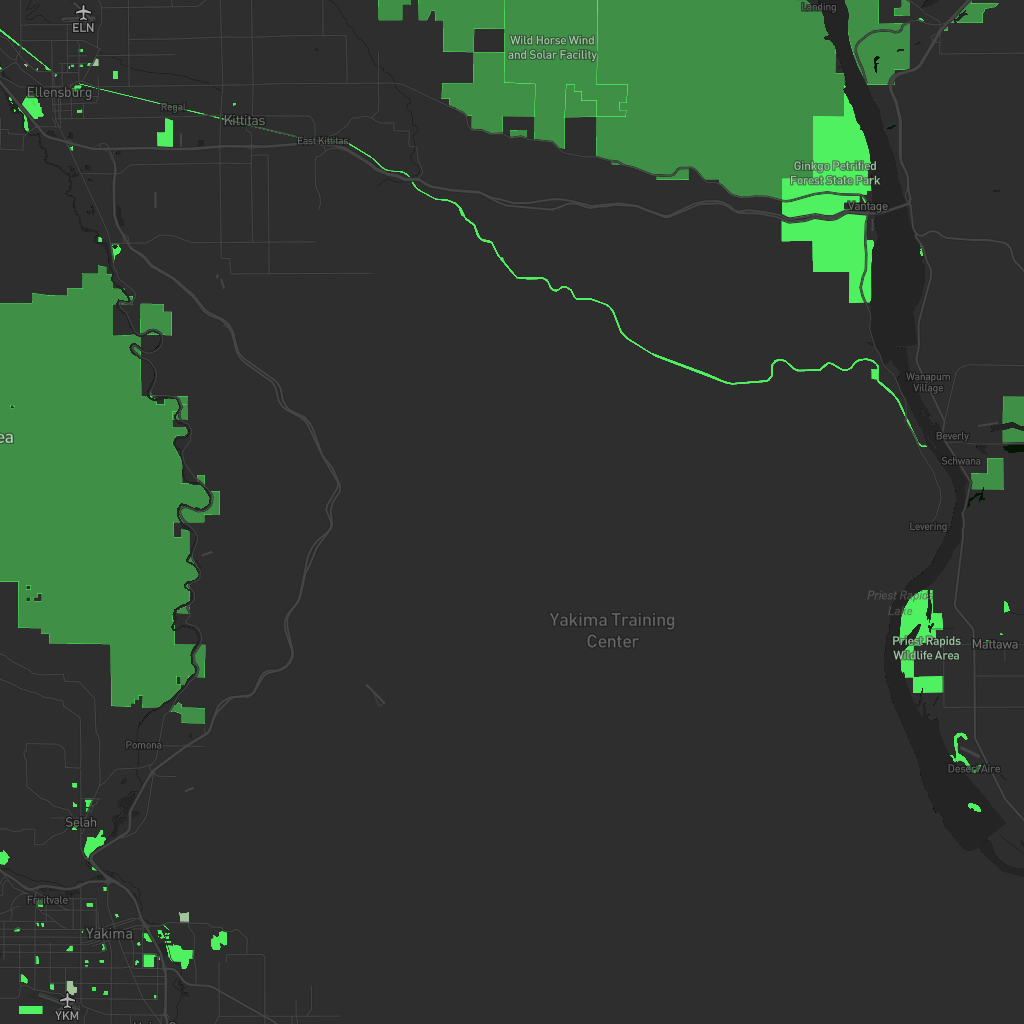 Landing
ELN
Wild Horse Wind
and Solar Facility
Ellensburg
Regal
Kittitas
East Kittitas
Ginkgo Petrified
Forest State Park
Vantage
Wanapum
Village
Beverly
ea
Schwana
Levering
Priest Rapids
Lake
Yakima Training
Center
Priest Rapids
Wildlife Area
Mattawa
Pomona
Desert Aire
Selah
Fruitvale
Yakima
YKM